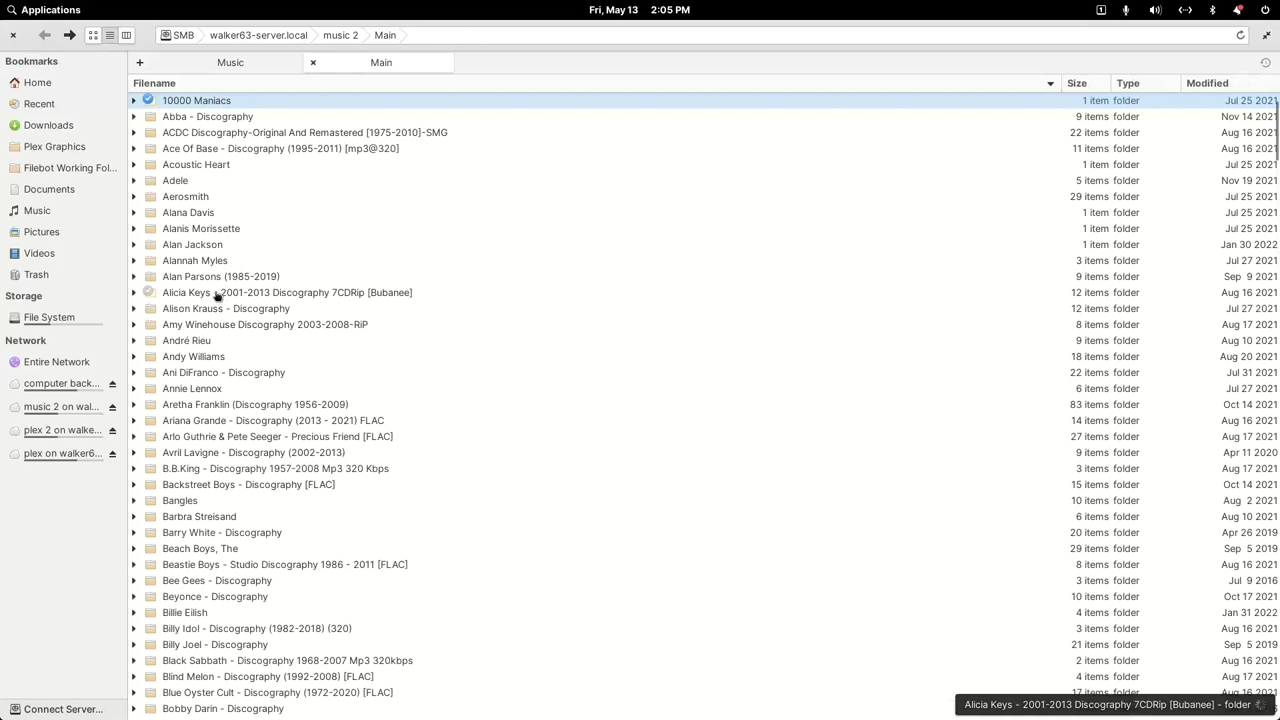 Applications Fri, May 13 2:05 PM
SMB walker63-server.local music 2 Main
Bookmarks
Home
Recent
Downloads
Plex Graphics
Filebot Working Fol...
Documents
Music
Pictures
Videos
Trash
Storage
File System
Network
Entire Network
computer back...
music 2 on wal...
plex 2 on walke...
plex on walker6...
Connect Server...
Music Main
Filename Size Type Modified
10000 Maniacs 1 item folder Jul 25 2021
Abba - Discography 9 items folder Nov 14 2021
ACDC Discography-Original And Remastered [1975-2010]-SMG 22 items folder Aug 16 2021
Ace Of Base - Discography (1995-2011) [mp3@320] 11 items folder Aug 16 2021
Acoustic Heart 1 item folder Jul 25 2021
Adele 5 items folder Nov 19 2021
Aerosmith 29 items folder Jul 25 2021
Alana Davis 1 item folder Jul 25 2021
Alanis Morissette 1 item folder Jul 25 2021
Alan Jackson 1 item folder Jan 30 2022
Alannah Myles 3 items folder Jul 27 2021
Alan Parsons (1985-2019) 9 items folder Sep 9 2021
Alicia Keys - 2001-2013 Discography 7CDRip [Bubanee] 12 items folder Aug 16 2021
Alison Krauss - Discography 12 items folder Jul 27 2021
Amy Winehouse Discography 2003-2008-RiP 8 items folder Aug 17 2021
André Rieu 9 items folder Aug 10 2021
Andy Williams 18 items folder Aug 20 2021
Ani DiFranco - Discography 22 items folder Jul 31 2021
Annie Lennox 6 items folder Jul 27 2021
Aretha Franklin (Discography 1956-2009) 83 items folder Oct 14 2021
Ariana Grande - Discography (2013 - 2021) FLAC 14 items folder Aug 16 2021
Arlo Guthrie & Pete Seeger - Precious Friend [FLAC] 27 items folder Aug 17 2021
Avril Lavigne - Discography (2002-2013) 9 items folder Apr 11 2020
B.B.King - Discography 1957-2008 Mp3 320 Kbps 3 items folder Aug 17 2021
Backstreet Boys - Discography [FLAC] 15 items folder Oct 14 2021
Bangles 10 items folder Aug 2 2021
Barbra Streisand 6 items folder Aug 10 2021
Barry White - Discography 20 items folder Apr 26 2019
Beach Boys, The 29 items folder Sep 5 2019
Beastie Boys - Studio Discography 1986 - 2011 [FLAC] 8 items folder Aug 16 2021
Bee Gees - Discography 3 items folder Jul 9 2016
Beyonce - Discography 10 items folder Oct 17 2021
Billie Eilish 4 items folder Jan 31 2022
Billy Idol - Discography (1982-2018) (320) 3 items folder Aug 16 2021
Billy Joel - Discography 21 items folder Sep 5 2019
Black Sabbath - Discography 1968-2007 Mp3 320kbps 2 items folder Aug 16 2021
Blind Melon - Discography (1992-2008) [FLAC] 4 items folder Aug 17 2021
Blue Oyster Cult - Discography (1972-2020) [FLAC] 17 items folder Aug 16 2021
Bobby Darin - Discography
Alicia Keys - 2001-2013 Discography 7CDRip [Bubanee] - folder